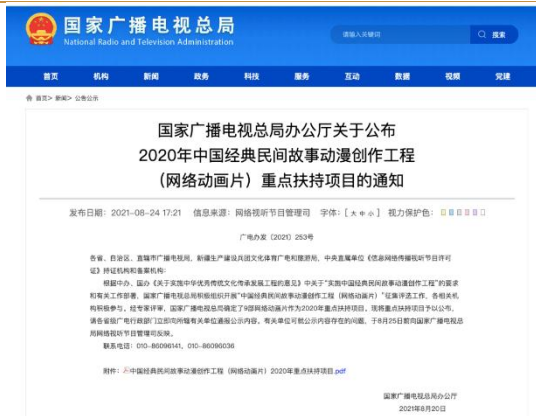 国家广播电视总局
National Radio and Television Administration
请输入关键词
搜索
首页 机构 新闻 政务 科技 服务 互动 数据 视频 党建
首页> 新闻> 公告公示
国家广播电视总局办公厅关于公布
2020年中国经典民间故事动漫创作工程
（网络动画片）重点扶持项目的通知
发布日期：2021-08-24 17:21 信息来源：网络视听节目管理司 字体：[ 大 中 小 ] 视力保护色：
广电办发〔2021〕253号
各省、自治区、直辖市广播电视局，新疆生产建设兵团文化体育广电和旅游局，中央直属单位《信息网络传播视听节目许可
证》持证机构和备案机构：
根据中办、国办《关于实施中华优秀传统文化传承发展工程的意见》中关于“实施中国经典民间故事动漫创作工程”的要求
和有关工作部署，国家广播电视总局积极组织开展“中国经典民间故事动漫创作工程（网络动画片）”征集评选工作，各相关机
构积极参与。经专家评审，国家广播电视总局确定了9部网络动画片作为2020年重点扶持项目。现将重点扶持项目予以公布，
请各省级广电行政部门立即向所辖有关单位通报公示内容。有关单位可就公示内容存在的问题，于8月25日前向国家广播电视总
局网络视听节目管理司反映。
联系电话：010-86096141，010-86096036
附件：中国经典民间故事动漫创作工程（网络动画片）2020年重点扶持项目.pdf
国家广播电视总局办公厅
2021年8月20日